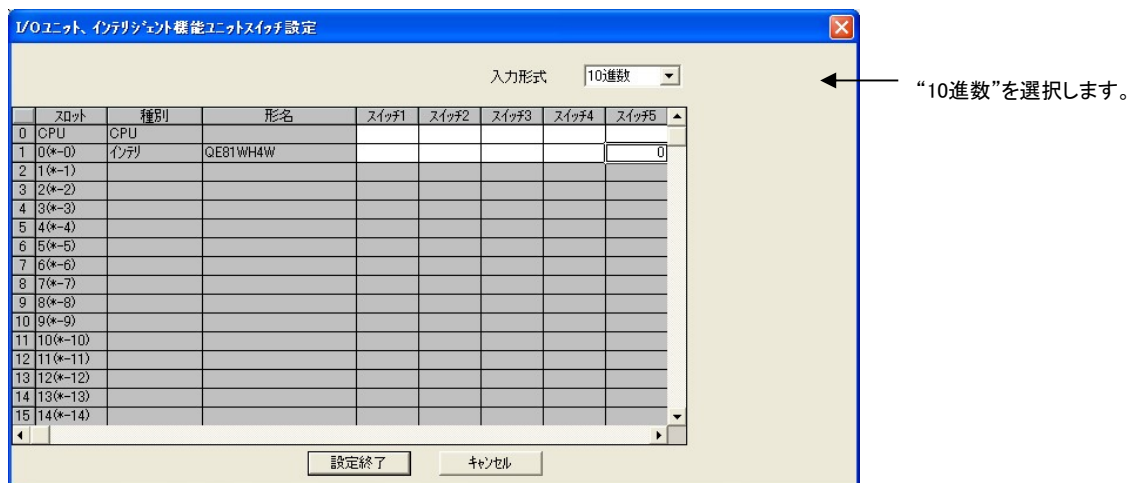 I/Oユニット、インテリジェント機能ユニットスイッチ設定
入力形式 10進数
“10進数”を選択します。
スロット 種別 形名 スイッチ1 スイッチ2 スイッチ3 スイッチ4 スイッチ5
0 CPU CPU
1 0(*-0) インテリ QE81WH4W 0
2 1(*-1)
3 2(*-2)
4 3(*-3)
5 4(*-4)
6 5(*-5)
7 6(*-6)
8 7(*-7)
9 8(*-8)
10 9(*-9)
11 10(*-10)
12 11(*-11)
13 12(*-12)
14 13(*-13)
15 14(*-14)
設定終了 キャンセル